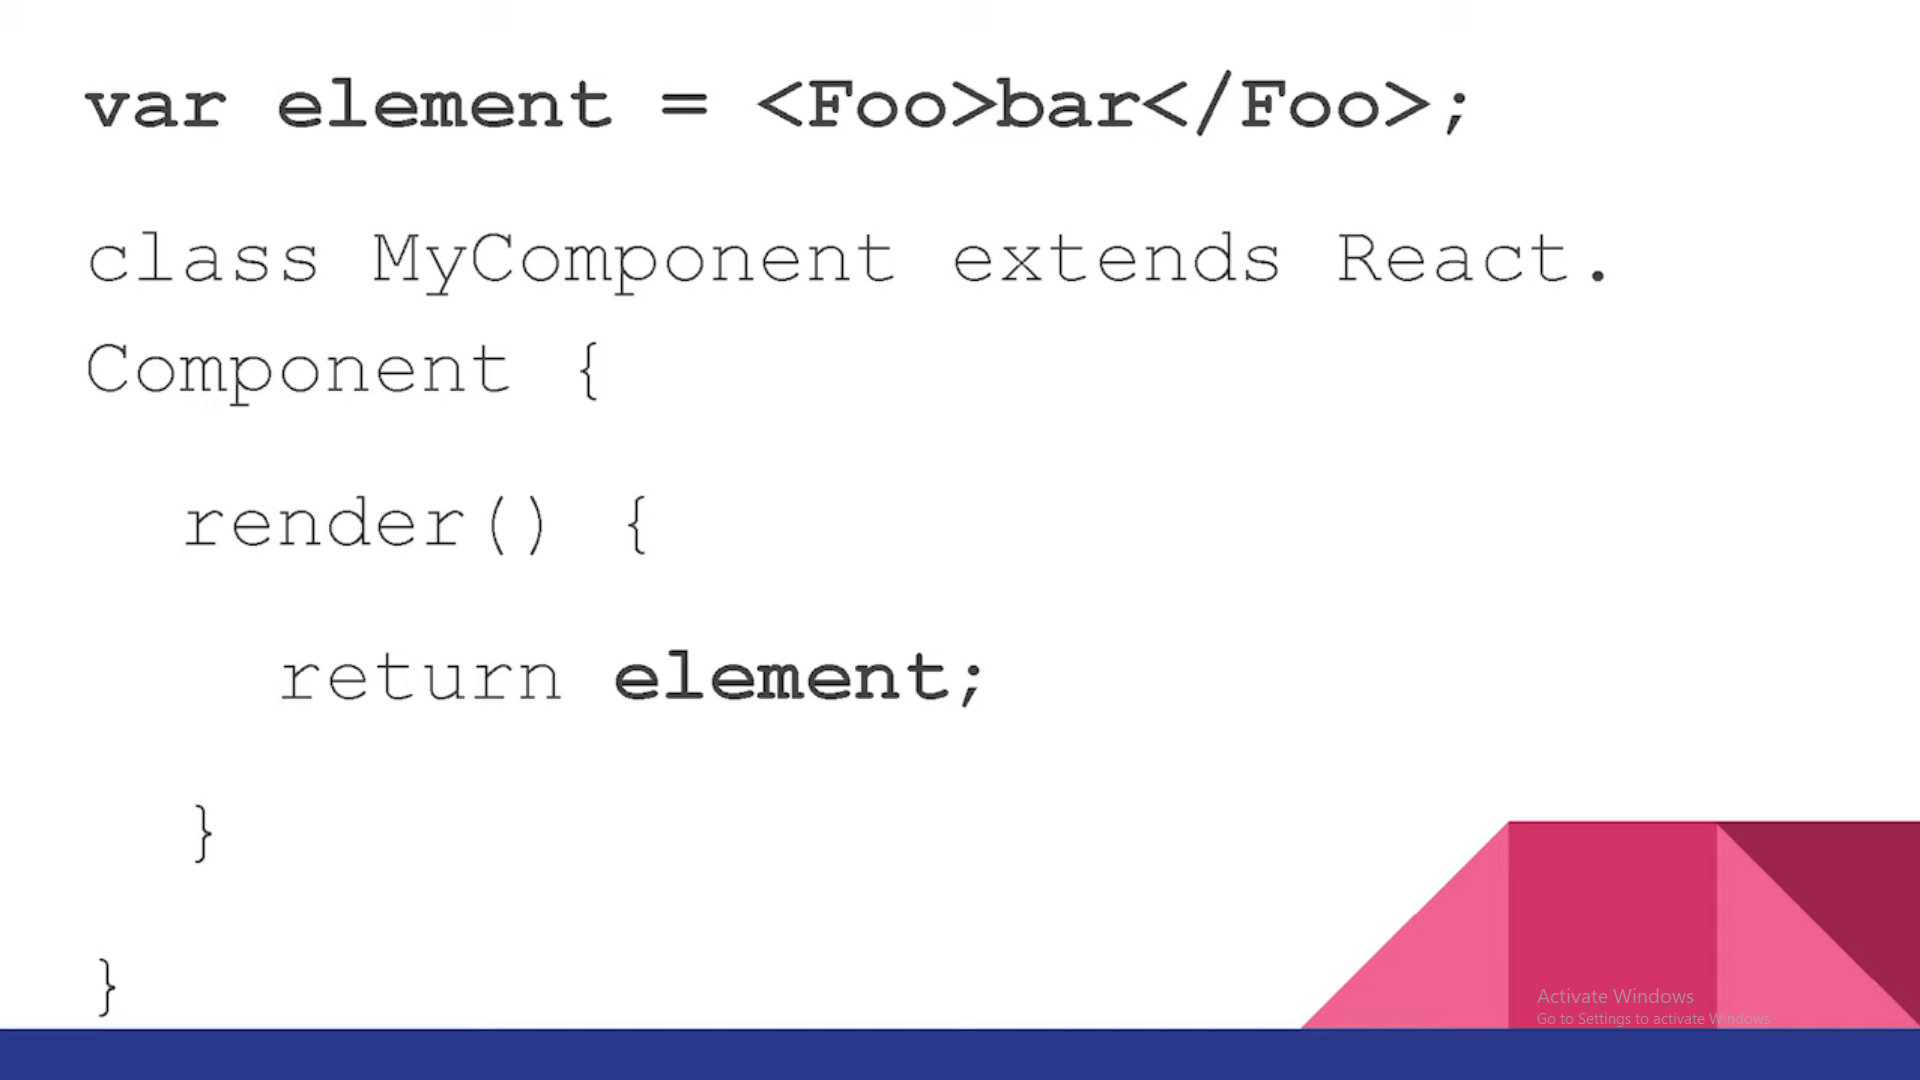 var element = <Foo>bar</Foo>;
class MyComponent extends React.
Component {
render() {
return element;
}
}
Activate Windows
Go to Settings to activate Windows.